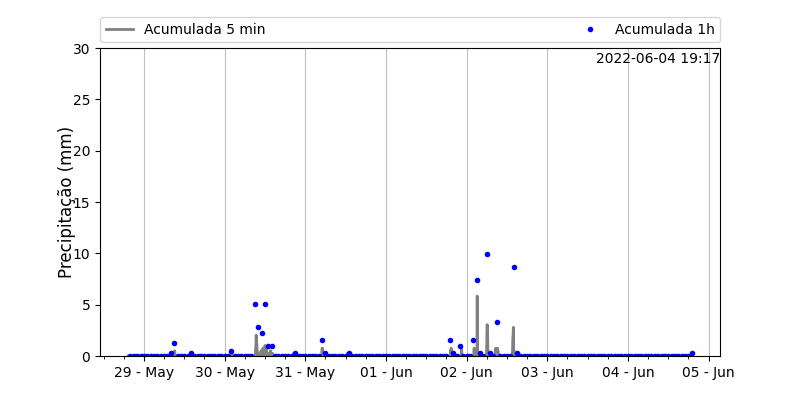 Acumulada 5 min
Acumulada 1h
2022-06-04 19:17
Precipitação (mm)
30
25
20
15
10
5
0
29 - May
30 - May
31 - May
01 - Jun
02 - Jun
03 - Jun
04 - Jun
05 - Jun